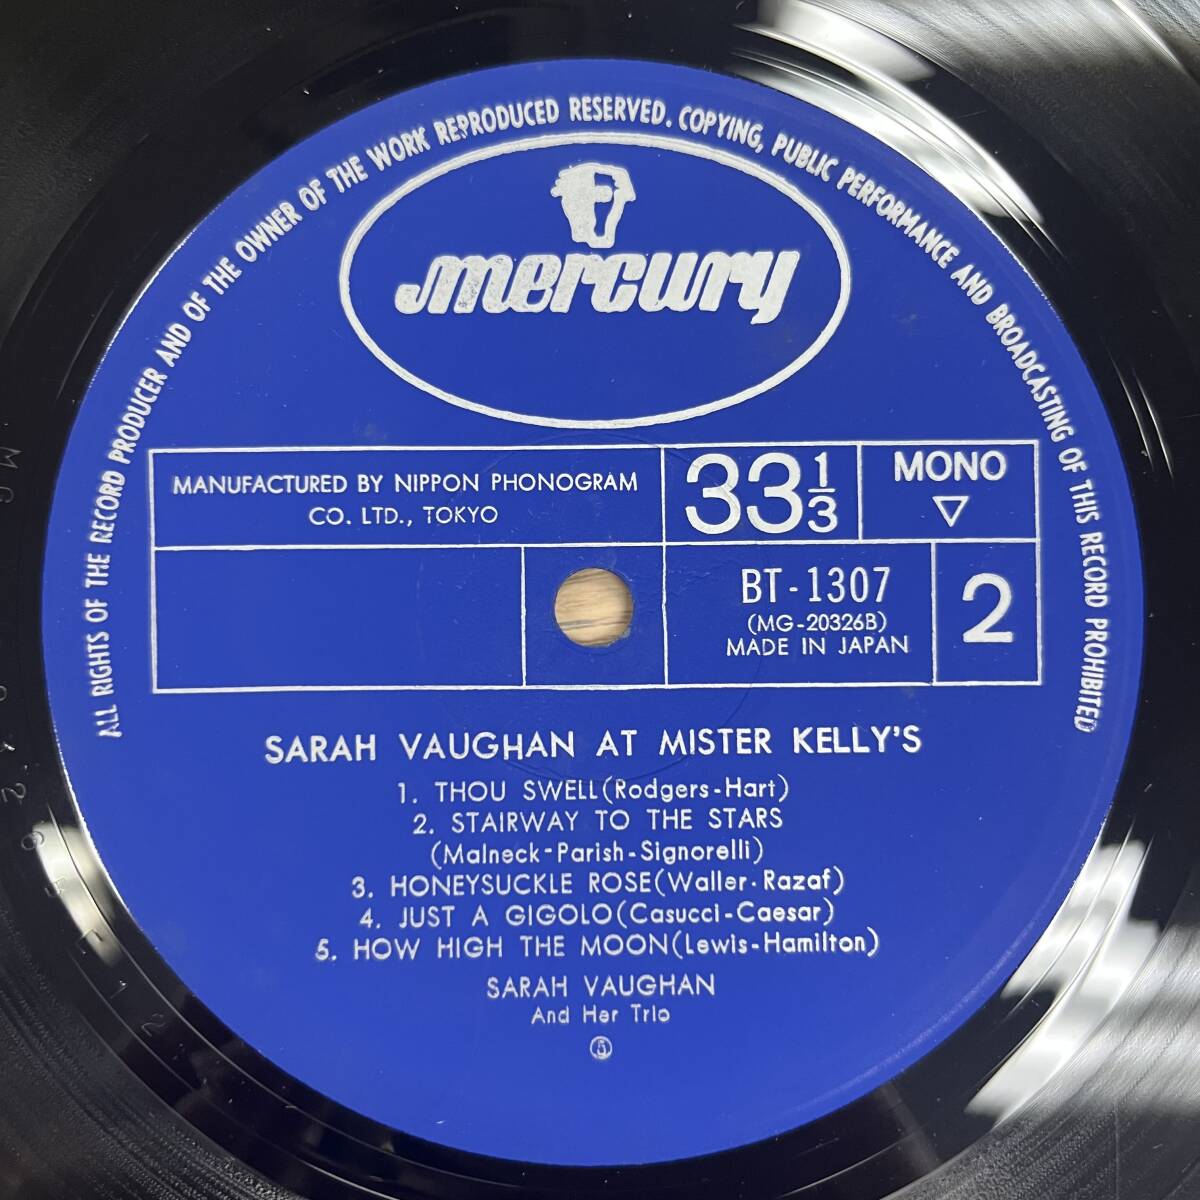 ALL RIGHTS OF THE RECORD PRODUCER AND OF THE OWNER OF THE WORK REPRODUCED RESERVED. COPYING, PUBLIC PERFORMANCE AND BROADCASTING OF THIS RECORD PROHIBITED
mercury
MANUFACTURED BY NIPPON PHONOGRAM
CO. LTD., TOKYO
33 1/3
MONO
▽
BT-1307
(MG-20326B)
MADE IN JAPAN
2
SARAH VAUGHAN AT MISTER KELLY'S
1. THOU SWELL(Rodgers-Hart)
2. STAIRWAY TO THE STARS
(Malneck-Parish-Signorelli)
3. HONEYSUCKLE ROSE(Waller-Razaf)
4. JUST A GIGOLO(Casucci-Caesar)
5. HOW HIGH THE MOON(Lewis-Hamilton)
SARAH VAUGHAN
And Her Trio